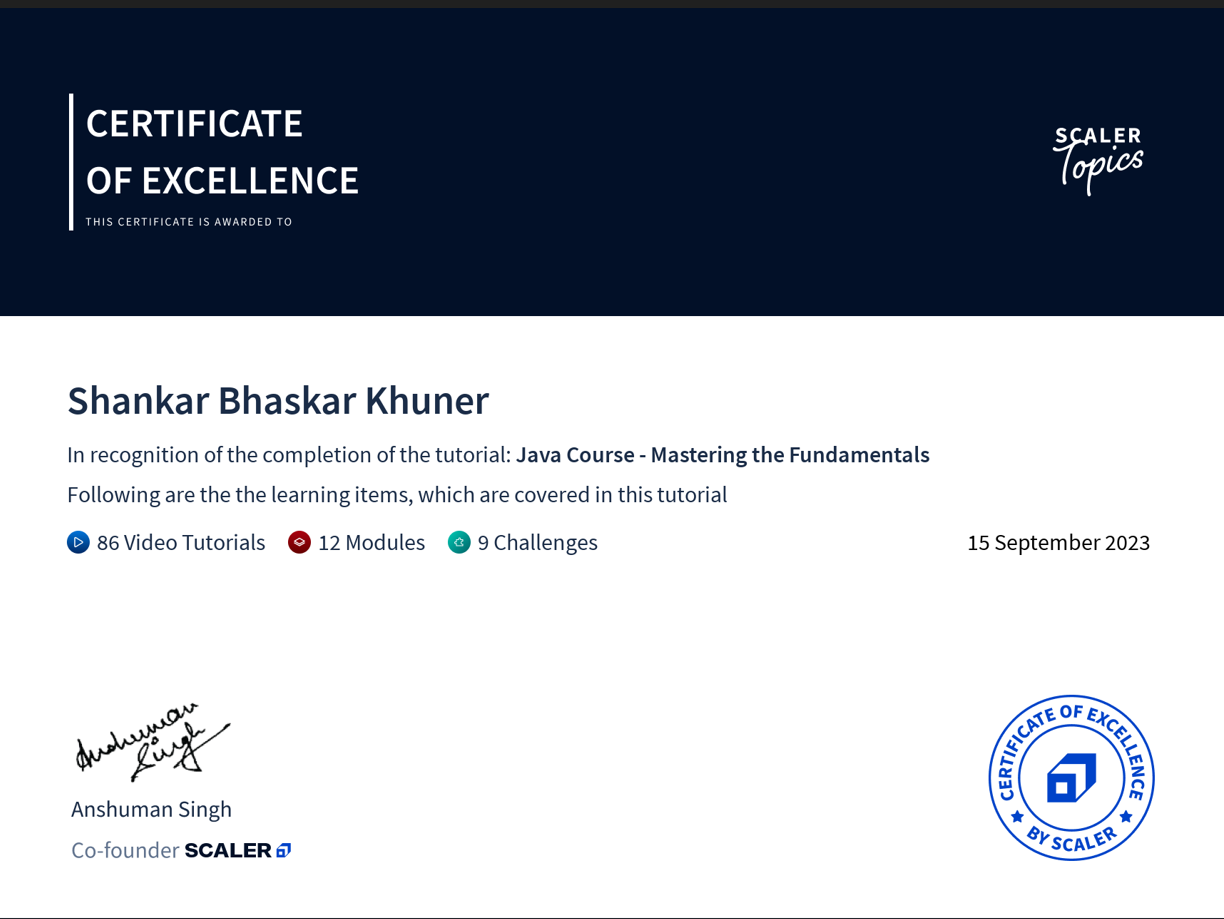 CERTIFICATE
OF EXCELLENCE
THIS CERTIFICATE IS AWARDED TO
SCALER
Topics
Shankar Bhaskar Khuner
In recognition of the completion of the tutorial: Java Course - Mastering the Fundamentals
Following are the the learning items, which are covered in this tutorial
86 Video Tutorials 12 Modules 9 Challenges 15 September 2023
Anshuman
Singh
Anshuman Singh
Co-founder SCALER
CERTIFICATE OF EXCELLENCE
BY SCALER